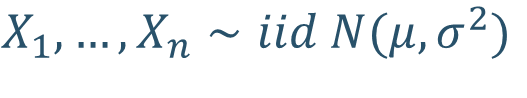 X₁, …, Xₙ ~ iid N(μ, σ²)